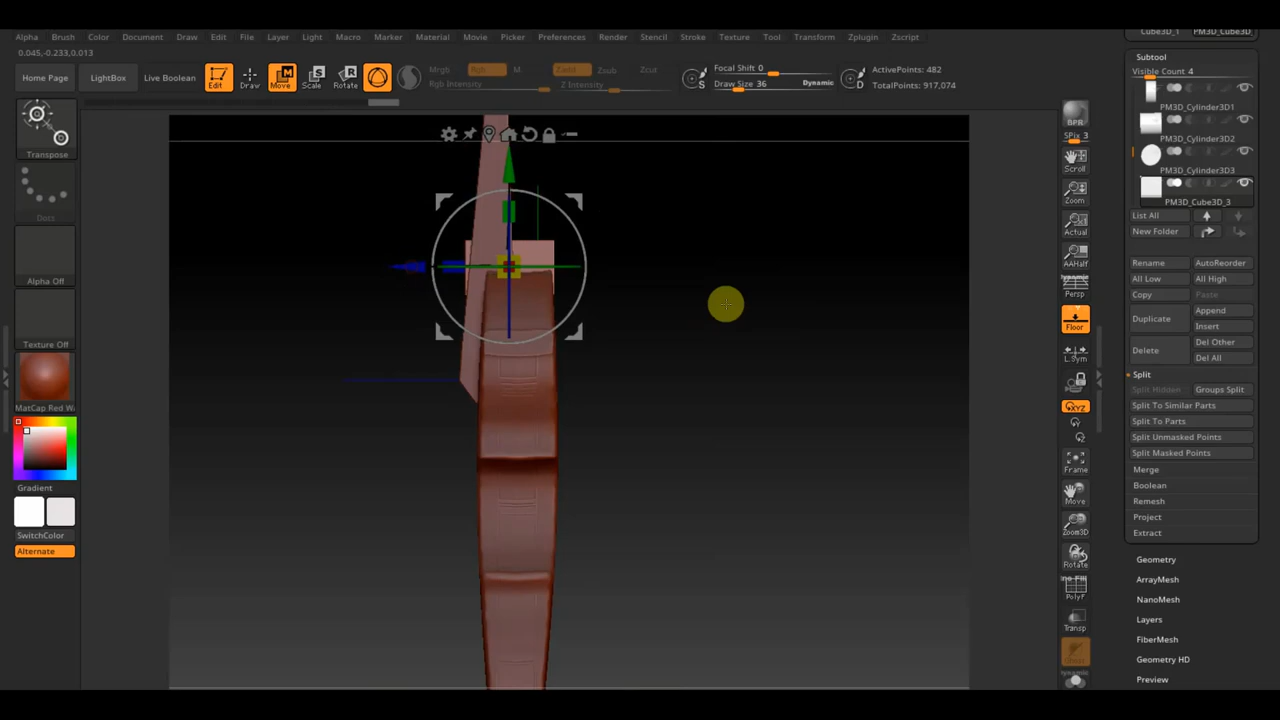 Alpha Brush Color Document Draw Edit File Layer Light Macro Marker Material Movie Picker Preferences Render Stencil Stroke Texture Tool Transform Zplugin Zscript
0.045,-0.233,0.013
Home Page LightBox Live Boolean Edit Draw Move Scale Rotate
Mrgb Rgb M Zadd Zsub Zcut
Rgb Intensity Z Intensity
S Focal Shift 0
Draw Size 36 Dynamic
D ActivePoints: 482
TotalPoints: 917,074
Transpose
Dots
Alpha Off
Texture Off
MatCap Red Wa
Gradient
SwitchColor
Alternate
BPR
SPix 3
Scroll
Zoom
Actual
AAHalf
Dynamic
Persp
Floor
L.Sym
XYZ
Frame
Move
Zoom3D
Rotate
PolyF
Transp
Ghost
Dynamic
Cube3D_1 PM3D_Cube3D_
Subtool
Visible Count 4
PM3D_Cylinder3D1
PM3D_Cylinder3D2
PM3D_Cylinder3D3
PM3D_Cube3D_3
List All
New Folder
Rename AutoReorder
All Low All High
Copy Paste
Duplicate Append
Insert
Delete Del Other
Del All
Split
Split Hidden Groups Split
Split To Similar Parts
Split To Parts
Split Unmasked Points
Split Masked Points
Merge
Boolean
Remesh
Project
Extract
Geometry
ArrayMesh
NanoMesh
Layers
FiberMesh
Geometry HD
Preview